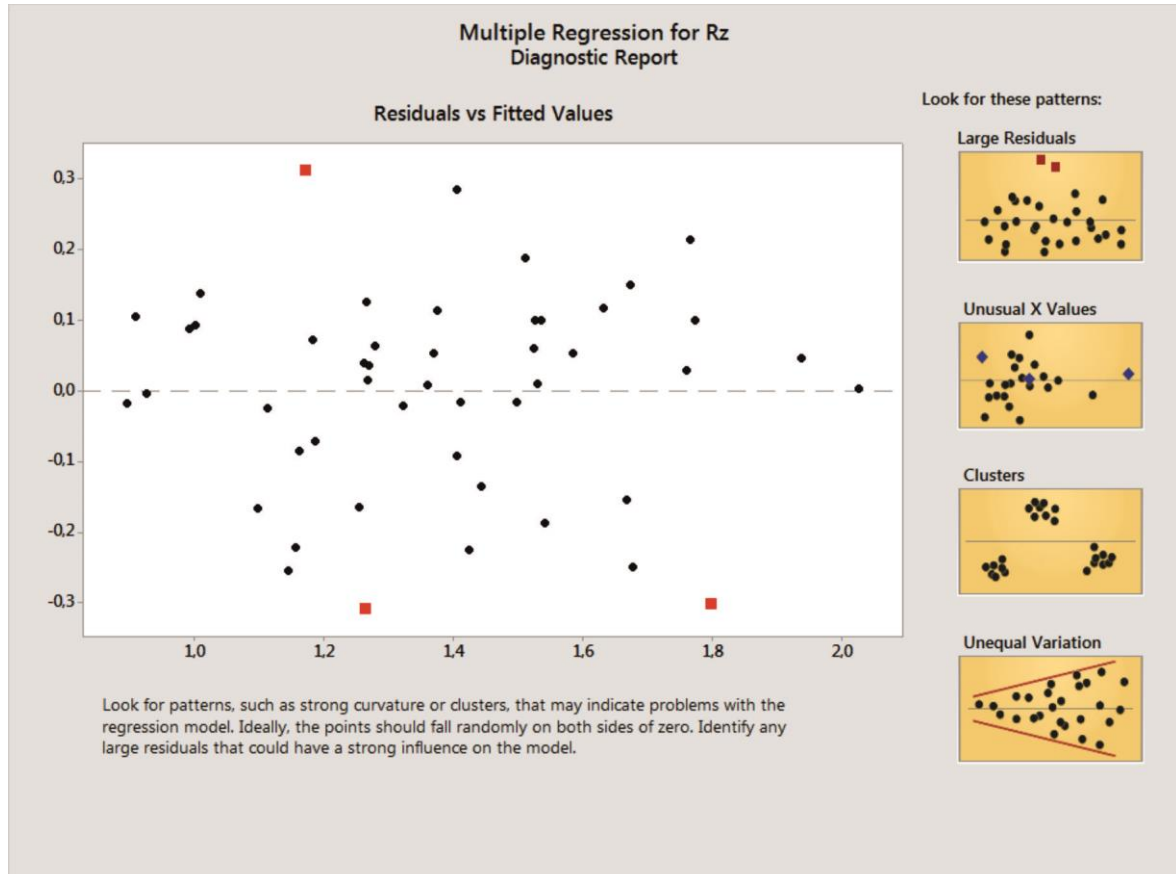 Multiple Regression for Rz
Diagnostic Report
Residuals vs Fitted Values
0,3
0,2
0,1
0,0
-0,1
-0,2
-0,3
1,0 1,2 1,4 1,6 1,8 2,0
Look for patterns, such as strong curvature or clusters, that may indicate problems with the
regression model. Ideally, the points should fall randomly on both sides of zero. Identify any
large residuals that could have a strong influence on the model.
Look for these patterns:
Large Residuals
Unusual X Values
Clusters
Unequal Variation